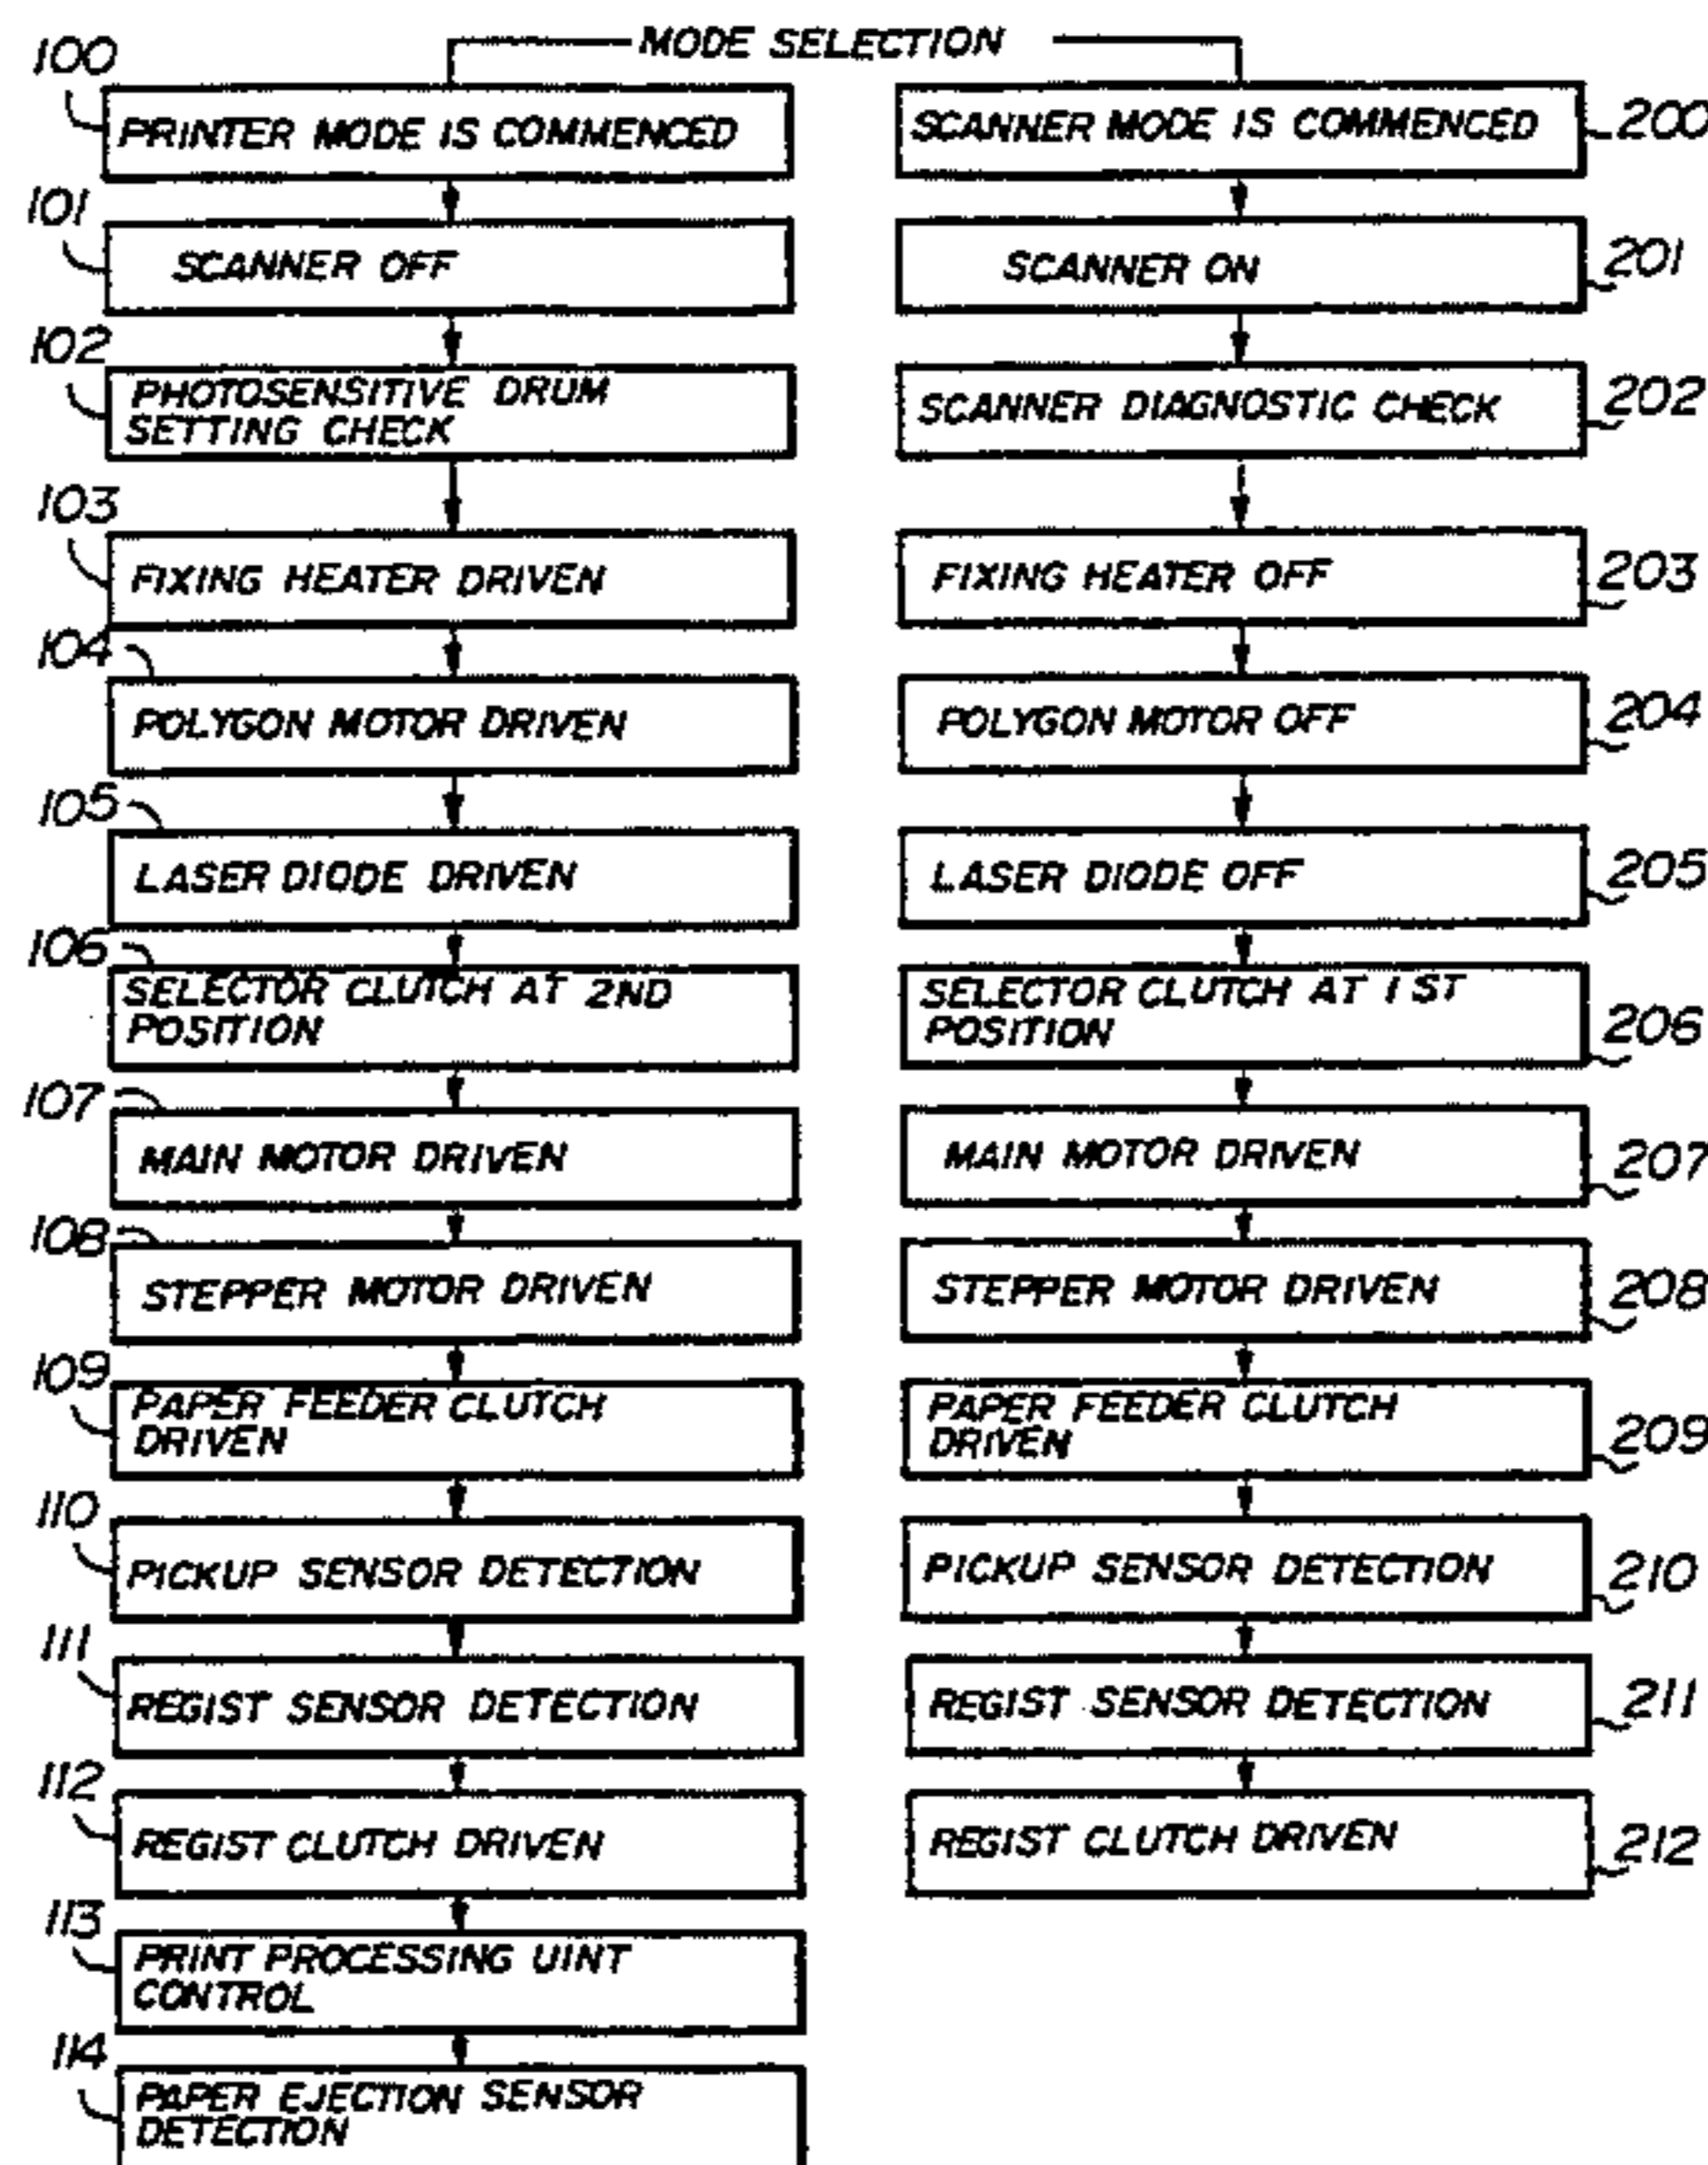 MODE SELECTION
100
PRINTER MODE IS COMMENCED
101
SCANNER OFF
102
PHOTOSENSITIVE DRUM
SETTING CHECK
103
FIXING HEATER DRIVEN
104
POLYGON MOTOR DRIVEN
105
LASER DIODE DRIVEN
106
SELECTOR CLUTCH AT 2ND
POSITION
107
MAIN MOTOR DRIVEN
108
STEPPER MOTOR DRIVEN
109
PAPER FEEDER CLUTCH
DRIVEN
110
PICKUP SENSOR DETECTION
111
REGIST SENSOR DETECTION
112
REGIST CLUTCH DRIVEN
113
PRINT PROCESSING UINT
CONTROL
114
PAPER EJECTION SENSOR
DETECTION
SCANNER MODE IS COMMENCED
200
SCANNER ON
201
SCANNER DIAGNOSTIC CHECK
202
FIXING HEATER OFF
203
POLYGON MOTOR OFF
204
LASER DIODE OFF
205
SELECTOR CLUTCH AT 1 ST
POSITION
206
MAIN MOTOR DRIVEN
207
STEPPER MOTOR DRIVEN
208
PAPER FEEDER CLUTCH
DRIVEN
209
PICKUP SENSOR DETECTION
210
REGIST SENSOR DETECTION
211
REGIST CLUTCH DRIVEN
212